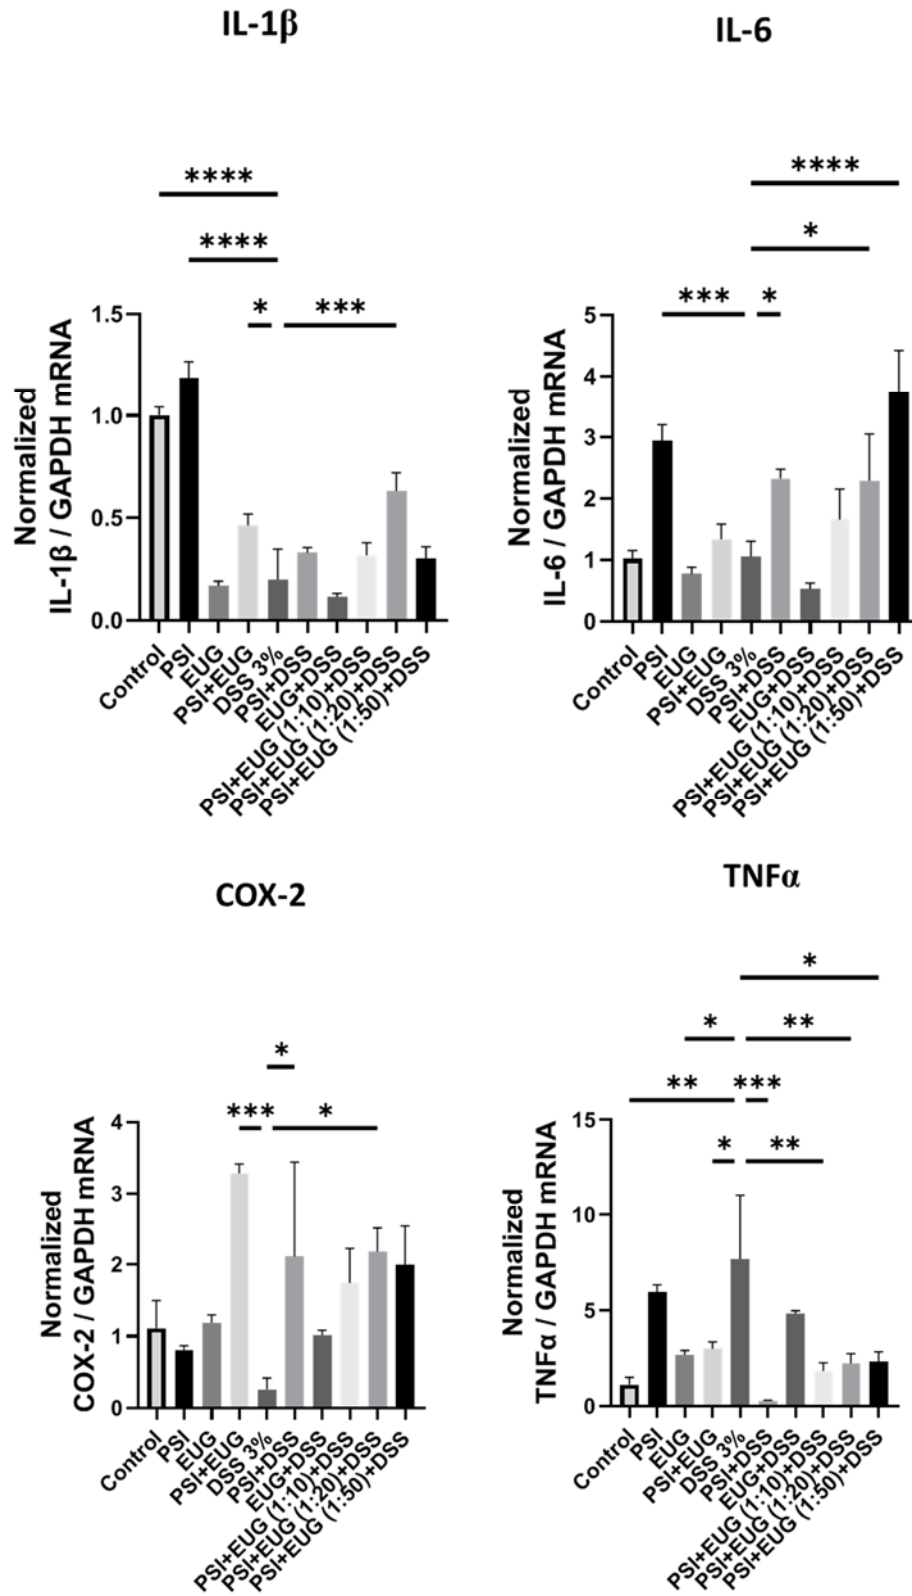 IL-1β
****
****
*
***
Normalized
IL-1β / GAPDH mRNA
1.5
1.0
0.5
0.0
Control
PSI
EUG
PSI+EUG
DSS 3%
PSI+DSS
EUG+DSS
PSI+EUG (1:10)+DSS
PSI+EUG (1:20)+DSS
PSI+EUG (1:50)+DSS
IL-6
****
*
***
*
Normalized
IL-6 / GAPDH mRNA
5
4
3
2
1
0
Control
PSI
EUG
PSI+EUG
DSS 3%
PSI+DSS
EUG+DSS
PSI+EUG (1:10)+DSS
PSI+EUG (1:20)+DSS
PSI+EUG (1:50)+DSS
COX-2
*
***
*
Normalized
COX-2 / GAPDH mRNA
4
3
2
1
0
Control
PSI
EUG
PSI+EUG
DSS 3%
PSI+DSS
EUG+DSS
PSI+EUG (1:10)+DSS
PSI+EUG (1:20)+DSS
PSI+EUG (1:50)+DSS
TNFα
*
*
**
**
***
*
**
Normalized
TNFα / GAPDH mRNA
15
10
5
0
Control
PSI
EUG
PSI+EUG
DSS 3%
PSI+DSS
EUG+DSS
PSI+EUG (1:10)+DSS
PSI+EUG (1:20)+DSS
PSI+EUG (1:50)+DSS